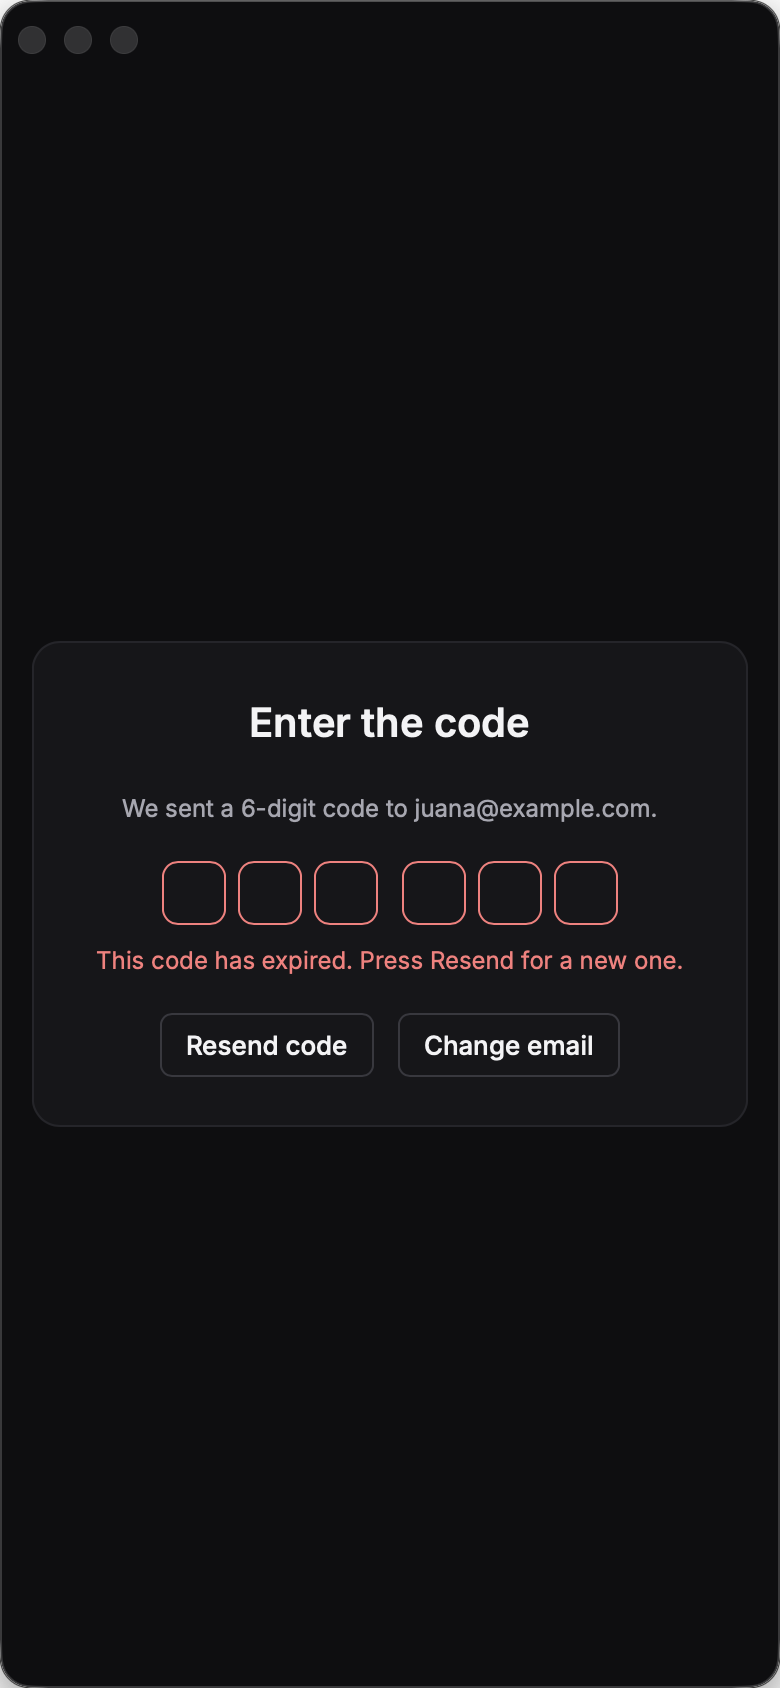 Enter the code
We sent a 6-digit code to juana@example.com.
This code has expired. Press Resend for a new one.
Resend code
Change email